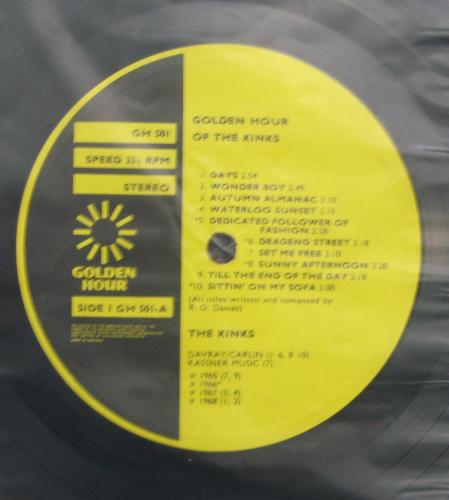 GM 501
SPEED 33⅓ RPM
STEREO
GOLDEN
HOUR
SIDE 1 GM 501-A
GOLDEN HOUR
OF THE KINKS
1. DAYS 2.54
2. WONDER BOY 2.49
3. AUTUMN ALMANAC 3.10
4. WATERLOO SUNSET 3.15
*5. DEDICATED FOLLOWER OF
FASHION 2.58
*6. DEADEND STREET 3.18
7. SET ME FREE 2.10
*8. SUNNY AFTERNOON 3.28
9. TILL THE END OF THE DAY 2.18
*10. SITTIN' ON MY SOFA 3.00
(All titles written and composed by
R. D. Davies)
THE KINKS
DAVRAY/CARLIN (1 6, 8 10)
KASSNER MUSIC (7)
℗ 1965 (7, 9)
℗ 1966*
℗ 1967 (3, 4)
℗ 1968 (1, 2)